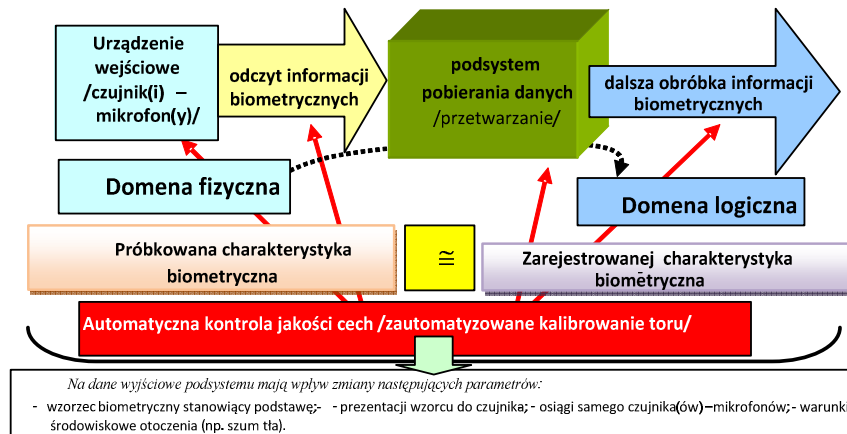 Urządzenie
wejściowe
/czujnik(i) –
mikrofon(y)/
odczyt informacji
biometrycznych
podsystem
pobierania danych
/przetwarzanie/
dalsza obróbka informacji
biometrycznych
Domena fizyczna
Domena logiczna
Próbkowana charakterystyka
biometryczna
≅
Zarejestrowanej charakterystyka
biometryczna
Automatyczna kontrola jakości cech /zautomatyzowane kalibrowanie toru/
Na dane wyjściowe podsystemu mają wpływ zmiany następujących parametrów:
- wzorzec biometryczny stanowiący podstawę;- - prezentacji wzorcu do czujnika; - osiągi samego czujnika(ów) –mikrofonów; - warunki
środowiskowe otoczenia (np. szum tła).